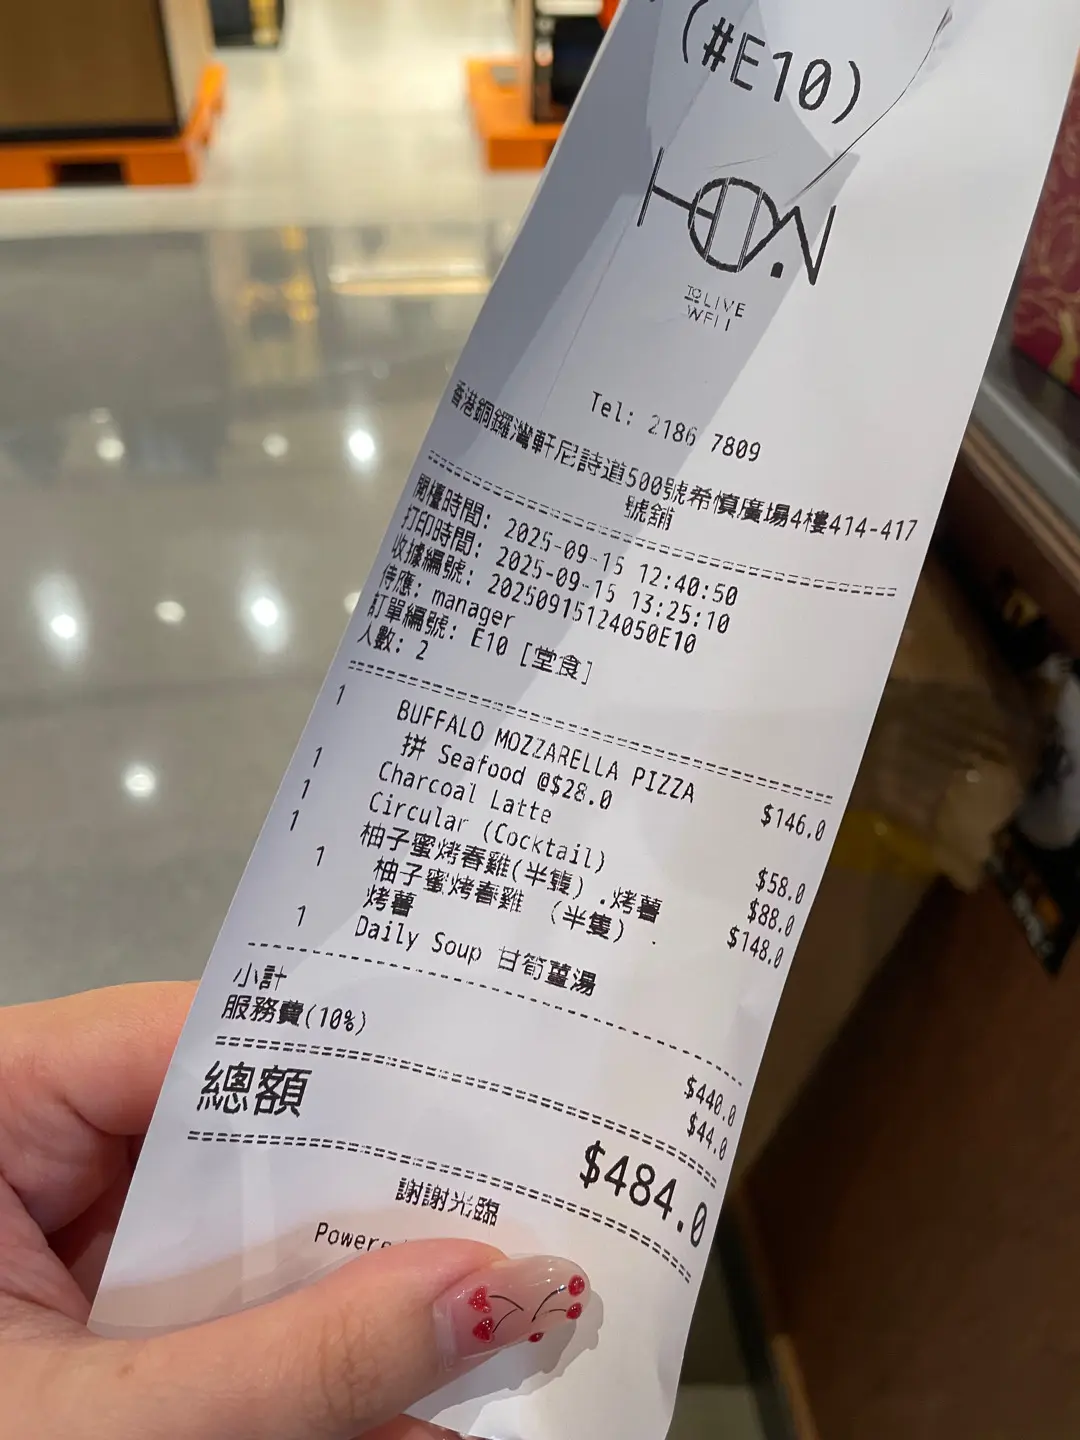 (#E10)
HO.N
TO LIVE
WELL
Tel: 2186 7809
香港銅鑼灣軒尼詩道500號希慎廣場4樓414-417
號舖
開檯時間: 2025-09-15 12:40:50
打印時間: 2025-09-15 13:25:10
收據編號: 20250915124050E10
侍應: manager
訂單編號: E10 [堂食]
人數: 2
1 BUFFALO MOZZARELLA PIZZA $146.0
拼 Seafood @$28.0
1 Charcoal Latte $58.0
1 Circular (Cocktail) $88.0
1 柚子蜜烤春雞(半隻).烤薯 $148.0
1 柚子蜜烤春雞 (半隻) .
烤薯
1 Daily Soup 甘筍薑湯
小計 $440.0
服務費(10%) $44.0
總額 $484.0
謝謝光臨